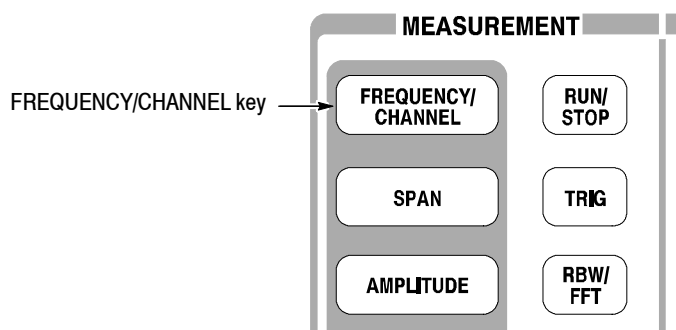 MEASUREMENT
FREQUENCY/CHANNEL key
FREQUENCY/
CHANNEL
RUN/
STOP
SPAN
TRIG
AMPLITUDE
RBW/
FFT